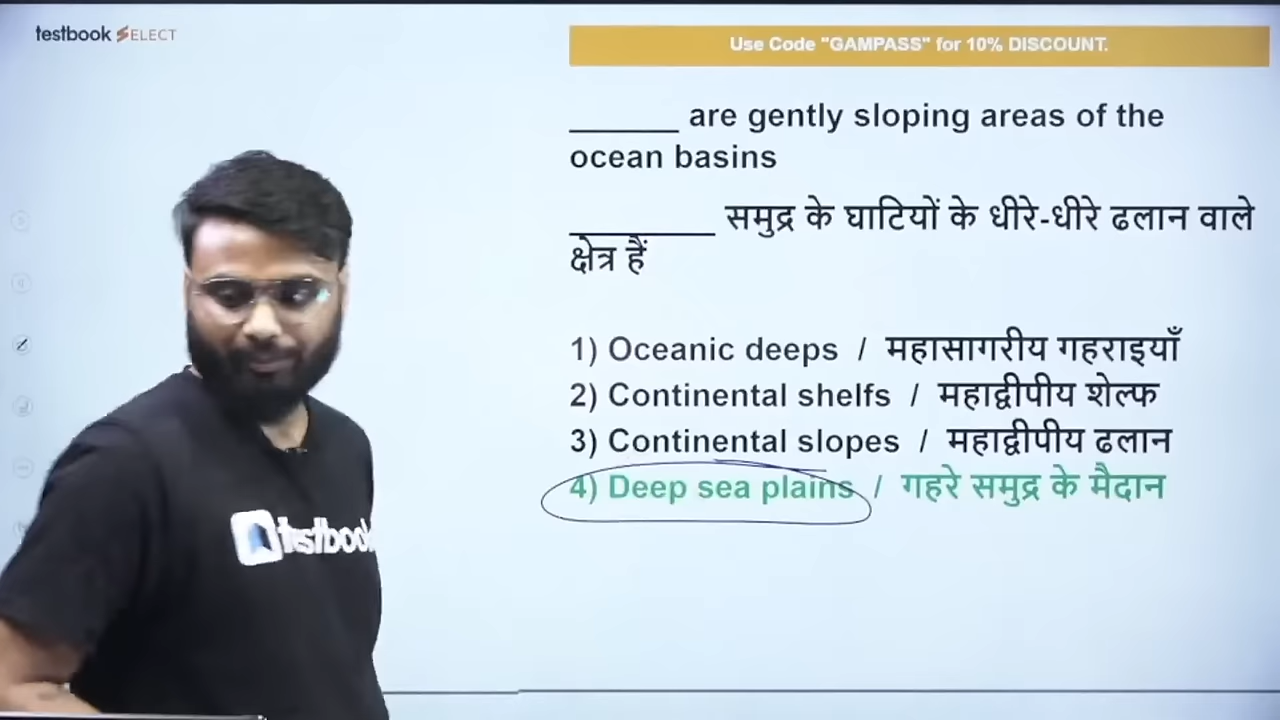 testbook SELECT
Use Code "GAMPASS" for 10% DISCOUNT.
______ are gently sloping areas of the
ocean basins
________ समुद्र के घाटियों के धीरे-धीरे ढलान वाले
क्षेत्र हैं
1) Oceanic deeps / महासागरीय गहराइयाँ
2) Continental shelfs / महाद्वीपीय शेल्फ
3) Continental slopes / महाद्वीपीय ढलान
4) Deep sea plains / गहरे समुद्र के मैदान
testbook